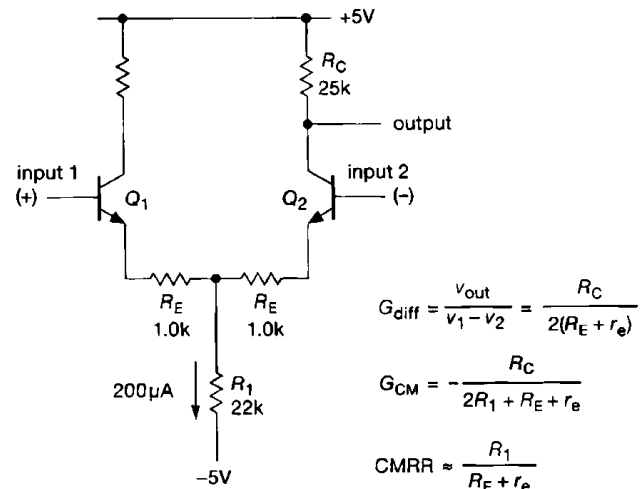 +5V
R_C
25k
output
input 1
(+)
Q_1
Q_2
input 2
(-)
R_E
1.0k
R_E
1.0k
200µA
R_1
22k
-5V
G_diff = v_out / (v_1 − v_2) = R_C / 2(R_E + r_e)
G_CM = - R_C / (2R_1 + R_E + r_e)
CMRR ≈ R_1 / (R_E + r_e)